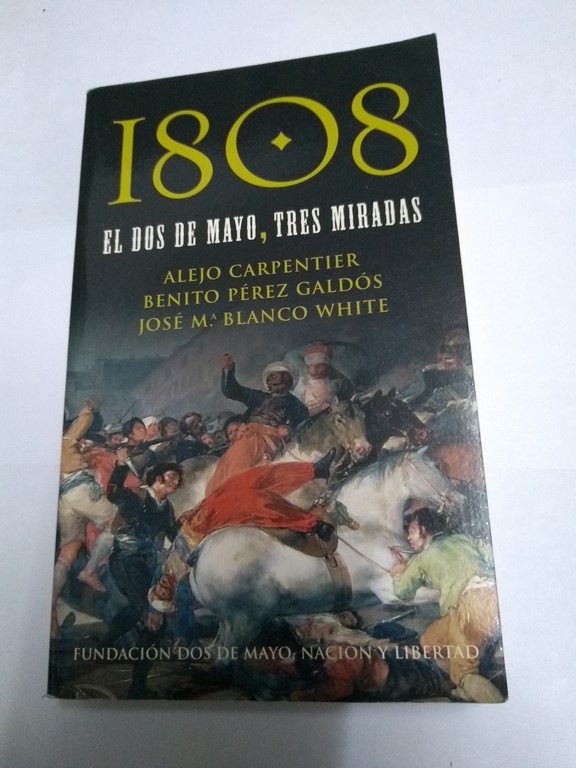 1808
EL DOS DE MAYO, TRES MIRADAS
ALEJO CARPENTIER
BENITO PÉREZ GALDÓS
JOSÉ M.ª BLANCO WHITE
FUNDACIÓN DOS DE MAYO, NACIÓN Y LIBERTAD